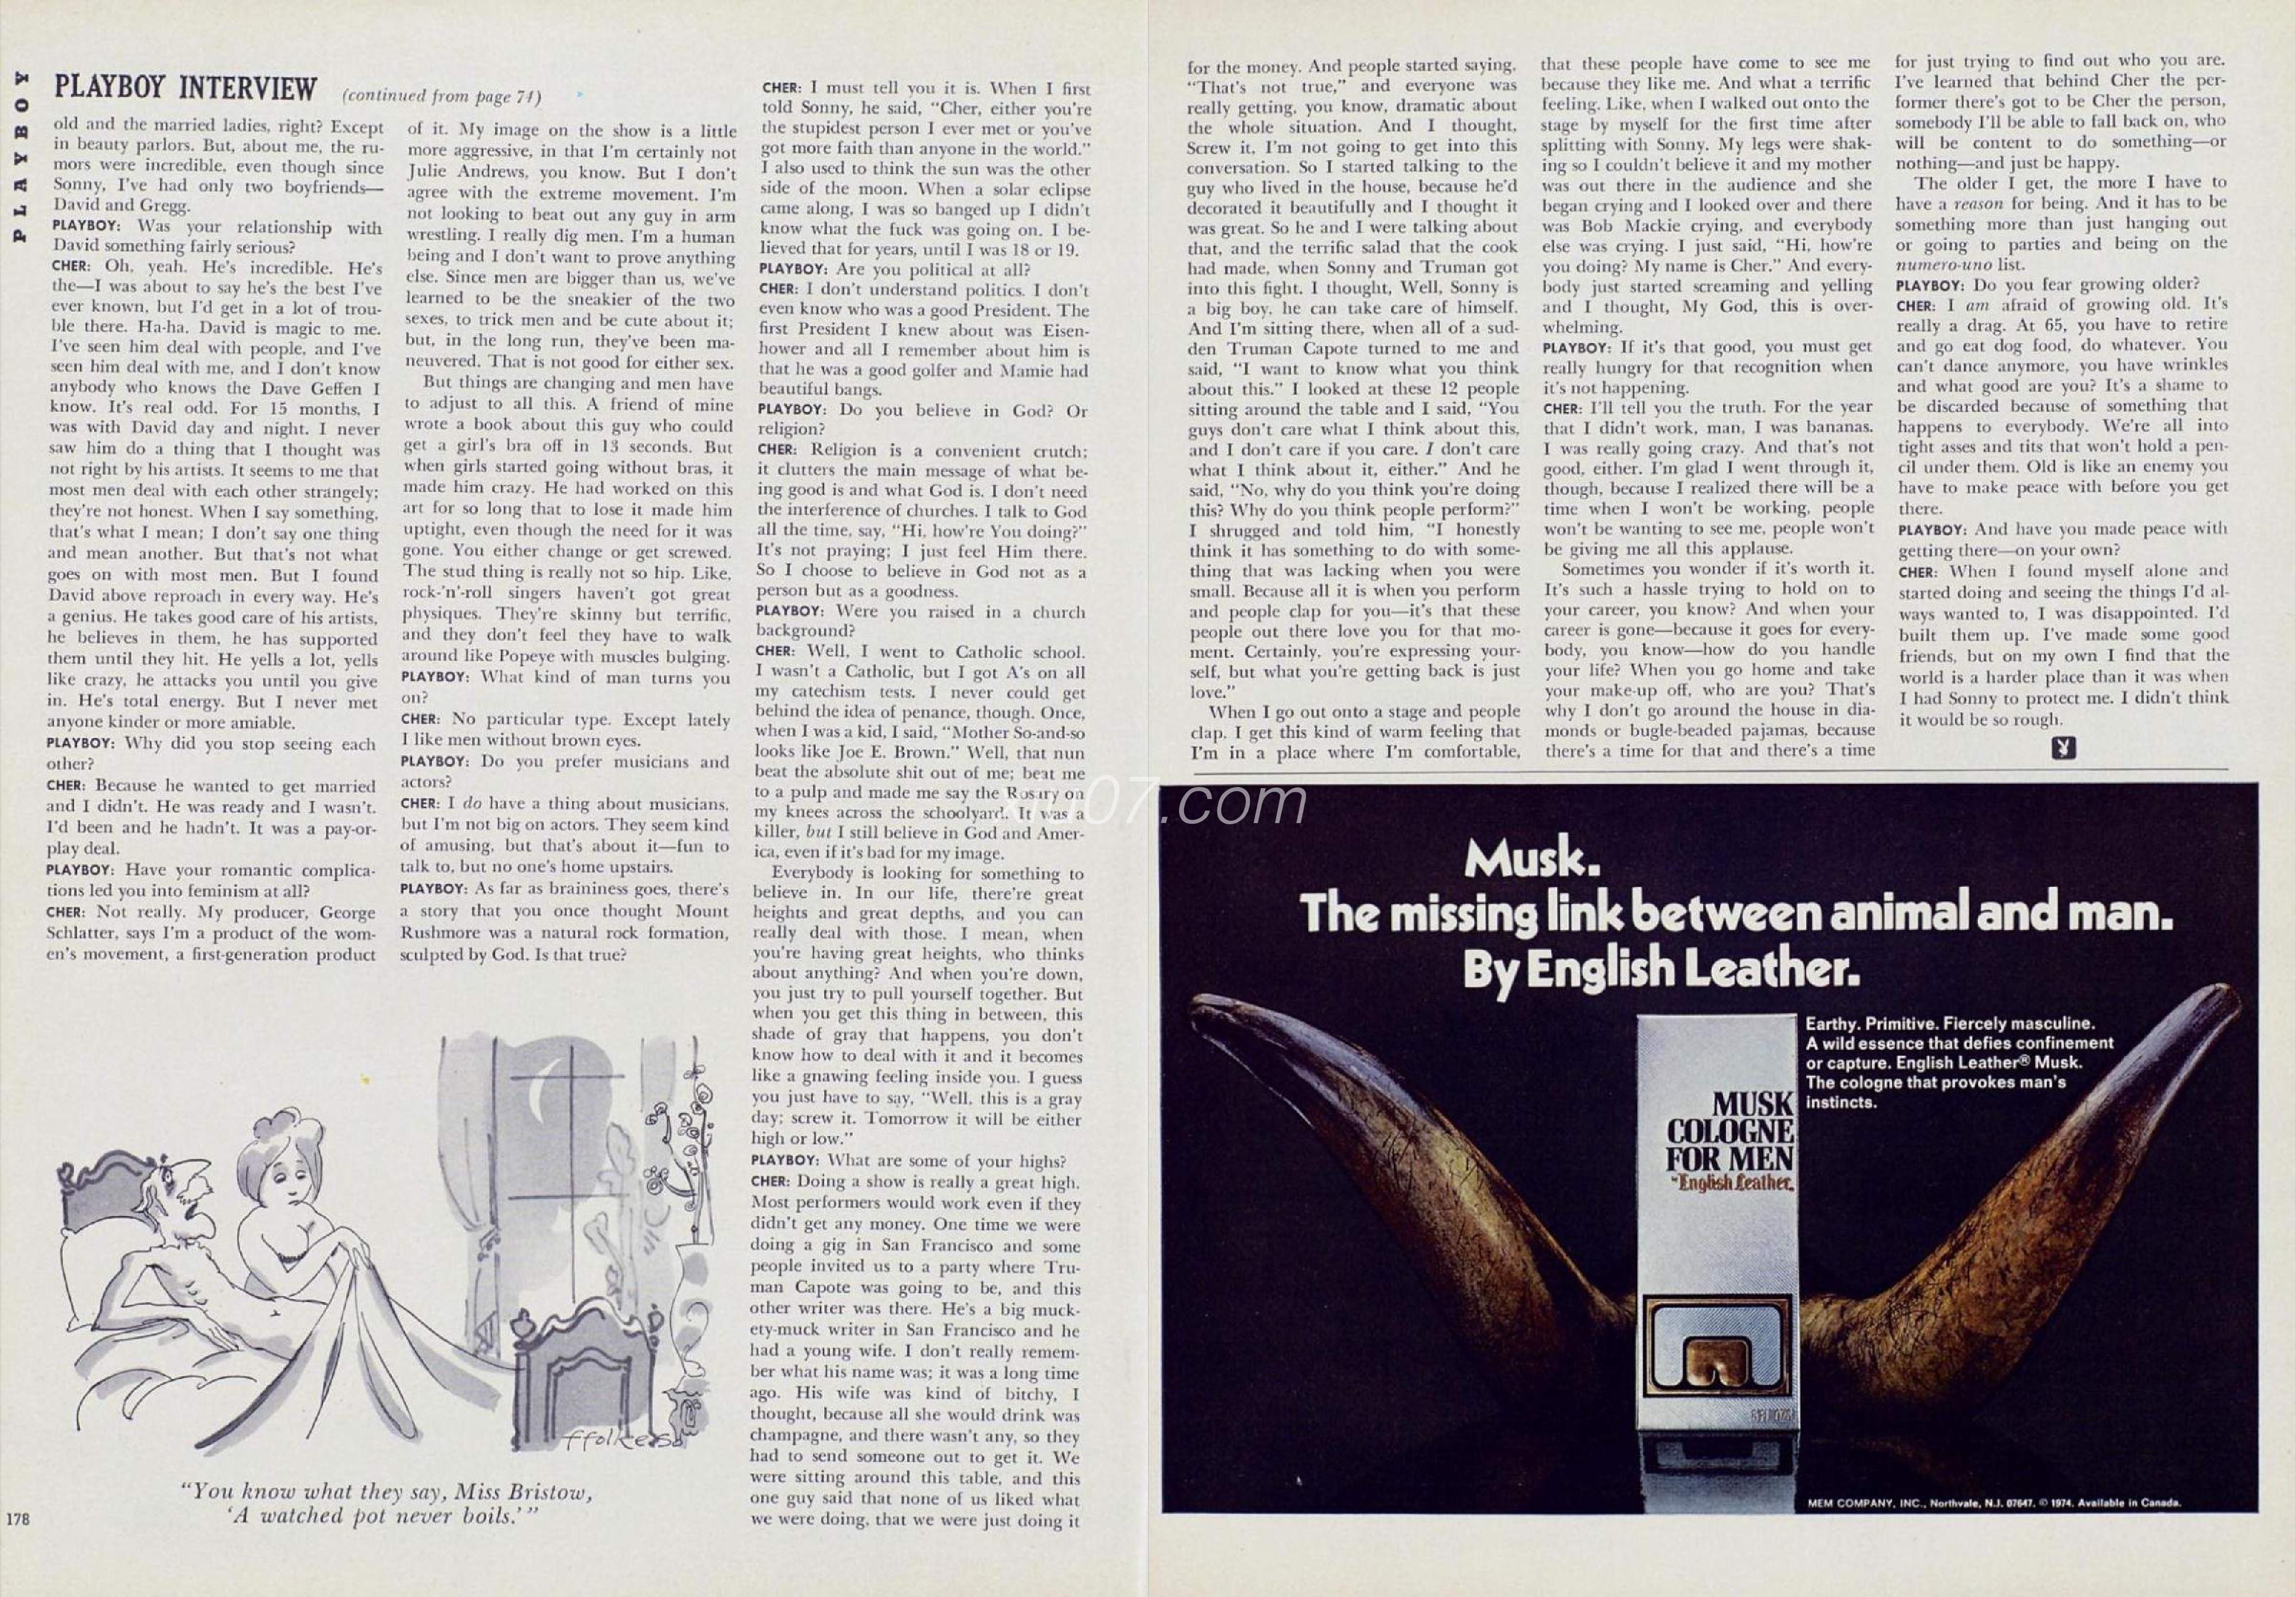 PLAYBOY
PLAYBOY INTERVIEW (continued from page 74)
old and the married ladies, right? Except
in beauty parlors. But, about me, the ru-
mors were incredible, even though since
Sonny, I've had only two boyfriends—
David and Gregg.
PLAYBOY: Was your relationship with
David something fairly serious?
CHER: Oh, yeah. He's incredible. He's
the—I was about to say he's the best I've
ever known, but I'd get in a lot of trou-
ble there. Ha-ha. David is magic to me.
I've seen him deal with people, and I've
seen him deal with me, and I don't know
anybody who knows the Dave Geffen I
know. It's real odd. For 15 months, I
was with David day and night. I never
saw him do a thing that I thought was
not right by his artists. It seems to me that
most men deal with each other strangely;
they're not honest. When I say something,
that's what I mean; I don't say one thing
and mean another. But that's not what
goes on with most men. But I found
David above reproach in every way. He's
a genius. He takes good care of his artists,
he believes in them, he has supported
them until they hit. He yells a lot, yells
like crazy, he attacks you until you give
in. He's total energy. But I never met
anyone kinder or more amiable.
PLAYBOY: Why did you stop seeing each
other?
CHER: Because he wanted to get married
and I didn't. He was ready and I wasn't.
I'd been and he hadn't. It was a pay-or-
play deal.
PLAYBOY: Have your romantic complica-
tions led you into feminism at all?
CHER: Not really. My producer, George
Schlatter, says I'm a product of the wom-
en's movement, a first-generation product
of it. My image on the show is a little
more aggressive, in that I'm certainly not
Julie Andrews, you know. But I don't
agree with the extreme movement. I'm
not looking to beat out any guy in arm
wrestling. I really dig men. I'm a human
being and I don't want to prove anything
else. Since men are bigger than us, we've
learned to be the sneakier of the two
sexes, to trick men and be cute about it;
but, in the long run, they've been ma-
neuvered. That is not good for either sex.
But things are changing and men have
to adjust to all this. A friend of mine
wrote a book about this guy who could
get a girl's bra off in 13 seconds. But
when girls started going without bras, it
made him crazy. He had worked on this
art for so long that to lose it made him
uptight, even though the need for it was
gone. You either change or get screwed.
The stud thing is really not so hip. Like,
rock-'n'-roll singers haven't got great
physiques. They're skinny but terrific,
and they don't feel they have to walk
around like Popeye with muscles bulging.
PLAYBOY: What kind of man turns you
on?
CHER: No particular type. Except lately
I like men without brown eyes.
PLAYBOY: Do you prefer musicians and
actors?
CHER: I do have a thing about musicians,
but I'm not big on actors. They seem kind
of amusing, but that's about it—fun to
talk to, but no one's home upstairs.
PLAYBOY: As far as braininess goes, there's
a story that you once thought Mount
Rushmore was a natural rock formation,
sculpted by God. Is that true?
ffolkes
"You know what they say, Miss Bristow,
'A watched pot never boils.'"
178
CHER: I must tell you it is. When I first
told Sonny, he said, "Cher, either you're
the stupidest person I ever met or you've
got more faith than anyone in the world."
I also used to think the sun was the other
side of the moon. When a solar eclipse
came along, I was so banged up I didn't
know what the fuck was going on. I be-
lieved that for years, until I was 18 or 19.
PLAYBOY: Are you political at all?
CHER: I don't understand politics. I don't
even know who was a good President. The
first President I knew about was Eisen-
hower and all I remember about him is
that he was a good golfer and Mamie had
beautiful bangs.
PLAYBOY: Do you believe in God? Or
religion?
CHER: Religion is a convenient crutch;
it clutters the main message of what be-
ing good is and what God is. I don't need
the interference of churches. I talk to God
all the time, say, "Hi, how're You doing?"
It's not praying; I just feel Him there.
So I choose to believe in God not as a
person but as a goodness.
PLAYBOY: Were you raised in a church
background?
CHER: Well, I went to Catholic school.
I wasn't a Catholic, but I got A's on all
my catechism tests. I never could get
behind the idea of penance, though. Once,
when I was a kid, I said, "Mother So-and-so
looks like Joe E. Brown." Well, that nun
beat the absolute shit out of me; beat me
to a pulp and made me say the Rosary on
my knees across the schoolyard. It was a
killer, but I still believe in God and Amer-
ica, even if it's bad for my image.
Everybody is looking for something to
believe in. In our life, there're great
heights and great depths, and you can
really deal with those. I mean, when
you're having great heights, who thinks
about anything? And when you're down,
you just try to pull yourself together. But
when you get this thing in between, this
shade of gray that happens, you don't
know how to deal with it and it becomes
like a gnawing feeling inside you. I guess
you just have to say, "Well, this is a gray
day; screw it. Tomorrow it will be either
high or low."
PLAYBOY: What are some of your highs?
CHER: Doing a show is really a great high.
Most performers would work even if they
didn't get any money. One time we were
doing a gig in San Francisco and some
people invited us to a party where Tru-
man Capote was going to be, and this
other writer was there. He's a big muck-
ety-muck writer in San Francisco and he
had a young wife. I don't really remem-
ber what his name was; it was a long time
ago. His wife was kind of bitchy, I
thought, because all she would drink was
champagne, and there wasn't any, so they
had to send someone out to get it. We
were sitting around this table, and this
one guy said that none of us liked what
we were doing, that we were just doing it
for the money. And people started saying,
"That's not true," and everyone was
really getting, you know, dramatic about
the whole situation. And I thought,
Screw it, I'm not going to get into this
conversation. So I started talking to the
guy who lived in the house, because he'd
decorated it beautifully and I thought it
was great. So he and I were talking about
that, and the terrific salad that the cook
had made, when Sonny and Truman got
into this fight. I thought, Well, Sonny is
a big boy, he can take care of himself.
And I'm sitting there, when all of a sud-
den Truman Capote turned to me and
said, "I want to know what you think
about this." I looked at these 12 people
sitting around the table and I said, "You
guys don't care what I think about this,
and I don't care if you care. I don't care
what I think about it, either." And he
said, "No, why do you think you're doing
this? Why do you think people perform?"
I shrugged and told him, "I honestly
think it has something to do with some-
thing that was lacking when you were
small. Because all it is when you perform
and people clap for you—it's that these
people out there love you for that mo-
ment. Certainly, you're expressing your-
self, but what you're getting back is just
love."
When I go out onto a stage and people
clap, I get this kind of warm feeling that
I'm in a place where I'm comfortable,
that these people have come to see me
because they like me. And what a terrific
feeling. Like, when I walked out onto the
stage by myself for the first time after
splitting with Sonny. My legs were shak-
ing so I couldn't believe it and my mother
was out there in the audience and she
began crying and I looked over and there
was Bob Mackie crying, and everybody
else was crying. I just said, "Hi, how're
you doing? My name is Cher." And every-
body just started screaming and yelling
and I thought, My God, this is over-
whelming.
PLAYBOY: If it's that good, you must get
really hungry for that recognition when
it's not happening.
CHER: I'll tell you the truth. For the year
that I didn't work, man, I was bananas.
I was really going crazy. And that's not
good, either. I'm glad I went through it,
though, because I realized there will be a
time when I won't be working, people
won't be wanting to see me, people won't
be giving me all this applause.
Sometimes you wonder if it's worth it.
It's such a hassle trying to hold on to
your career, you know? And when your
career is gone—because it goes for every-
body, you know—how do you handle
your life? When you go home and take
your make-up off, who are you? That's
why I don't go around the house in dia-
monds or bugle-beaded pajamas, because
there's a time for that and there's a time
for just trying to find out who you are.
I've learned that behind Cher the per-
former there's got to be Cher the person,
somebody I'll be able to fall back on, who
will be content to do something—or
nothing—and just be happy.
The older I get, the more I have to
have a reason for being. And it has to be
something more than just hanging out
or going to parties and being on the
numero-uno list.
PLAYBOY: Do you fear growing older?
CHER: I am afraid of growing old. It's
really a drag. At 65, you have to retire
and go eat dog food, do whatever. You
can't dance anymore, you have wrinkles
and what good are you? It's a shame to
be discarded because of something that
happens to everybody. We're all into
tight asses and tits that won't hold a pen-
cil under them. Old is like an enemy you
have to make peace with before you get
there.
PLAYBOY: And have you made peace with
getting there—on your own?
CHER: When I found myself alone and
started doing and seeing the things I'd al-
ways wanted to, I was disappointed. I'd
built them up. I've made some good
friends, but on my own I find that the
world is a harder place than it was when
I had Sonny to protect me. I didn't think
it would be so rough.
Musk.
The missing link between animal and man.
By English Leather.
Earthy. Primitive. Fiercely masculine.
A wild essence that defies confinement
or capture. English Leather® Musk.
The cologne that provokes man's
instincts.
MUSK
COLOGNE
FOR MEN
English Leather.
MEM COMPANY, INC., Northvale, N.J. 07647. © 1974. Available in Canada.